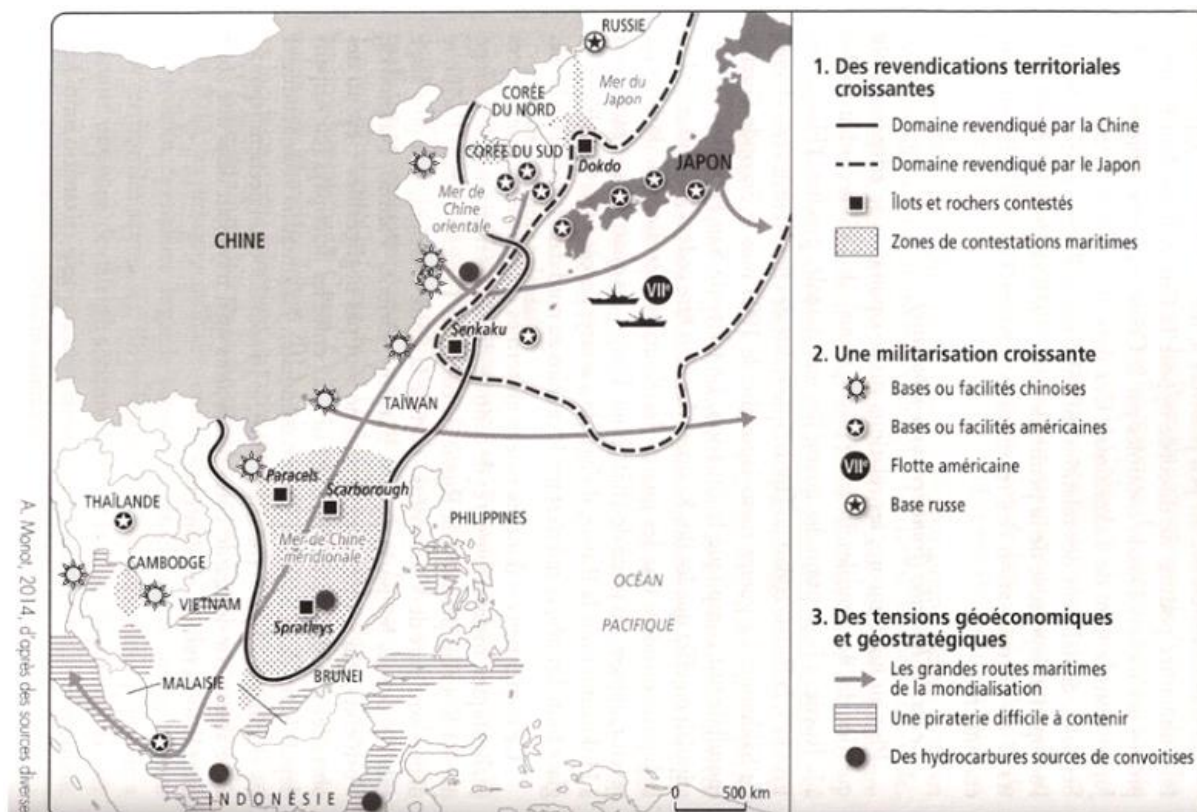 RUSSIE
Mer du
Japon
CORÉE
DU NORD
CORÉE DU SUD
Dokdo
JAPON
Mer de
Chine
orientale
CHINE
VIIe
Senkaku
TAÏWAN
Paracels
Scarborough
THAÏLANDE
PHILIPPINES
Mer de Chine
méridionale
CAMBODGE
VIETNAM
OCÉAN
PACIFIQUE
Spratleys
BRUNEI
MALAISIE
INDONÉSIE
0 500 km
A. Monot, 2014, d'après des sources diverse
1. Des revendications territoriales
croissantes
Domaine revendiqué par la Chine
Domaine revendiqué par le Japon
Îlots et rochers contestés
Zones de contestations maritimes
2. Une militarisation croissante
Bases ou facilités chinoises
Bases ou facilités américaines
VIIe Flotte américaine
Base russe
3. Des tensions géoéconomiques
et géostratégiques
Les grandes routes maritimes
de la mondialisation
Une piraterie difficile à contenir
Des hydrocarbures sources de convoitises